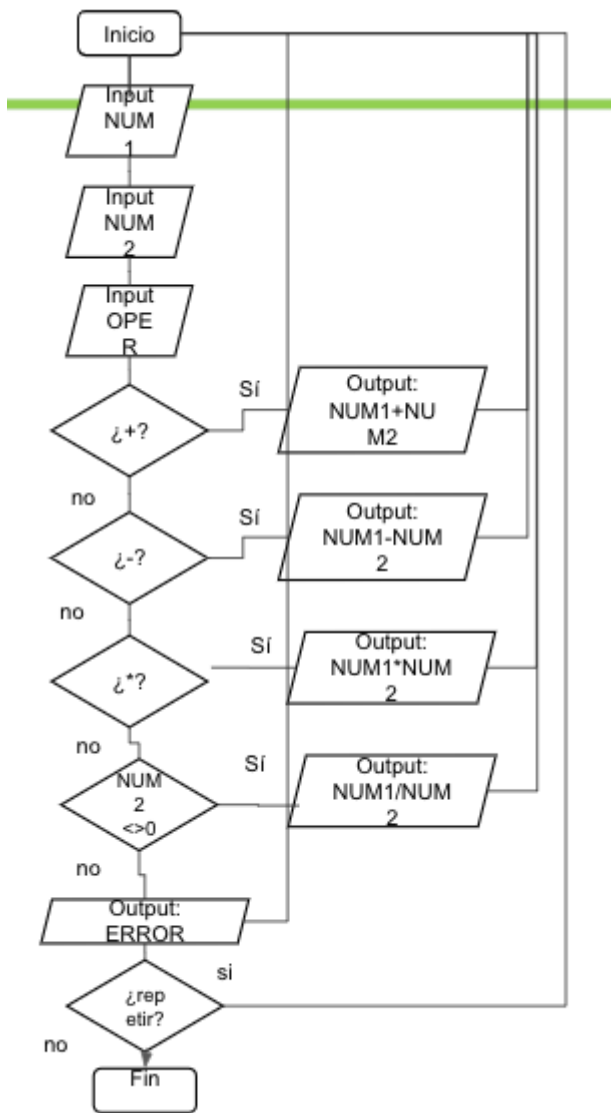 Inicio
Input
NUM
1
Input
NUM
2
Input
OPE
R
Sí
Output:
NUM1+NU
M2
¿+?
no
Sí
Output:
NUM1-NUM
2
¿-?
no
Sí
Output:
NUM1*NUM
2
¿*?
no
Sí
Output:
NUM1/NUM
2
NUM
2
<>0
no
Output:
ERROR
si
¿rep
etir?
no
Fin